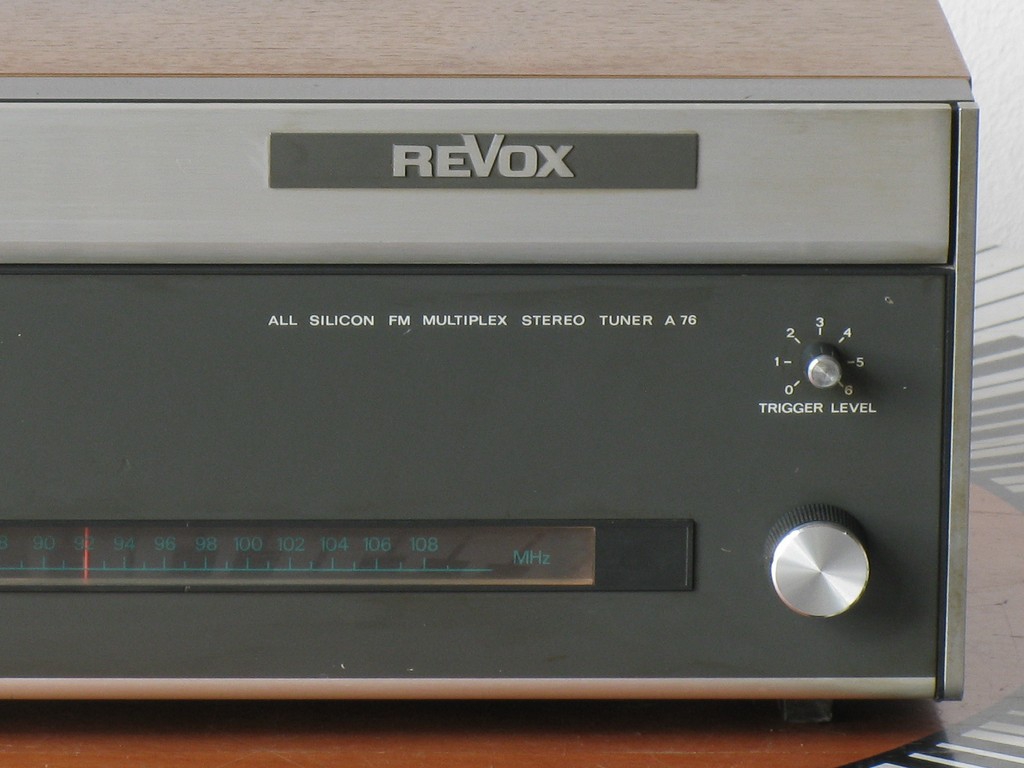 REVOX
ALL SILICON FM MULTIPLEX STEREO TUNER A 76
0 1 2 3 4 5 6
TRIGGER LEVEL
8 90 92 94 96 98 100 102 104 106 108 MHz